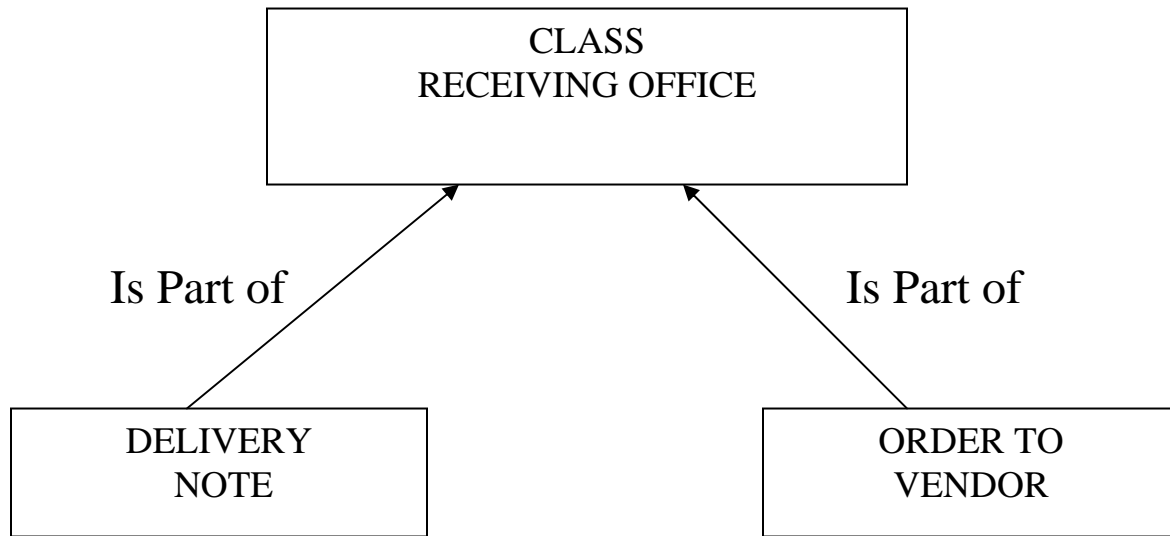 CLASS
RECEIVING OFFICE
Is Part of
Is Part of
DELIVERY
NOTE
ORDER TO
VENDOR